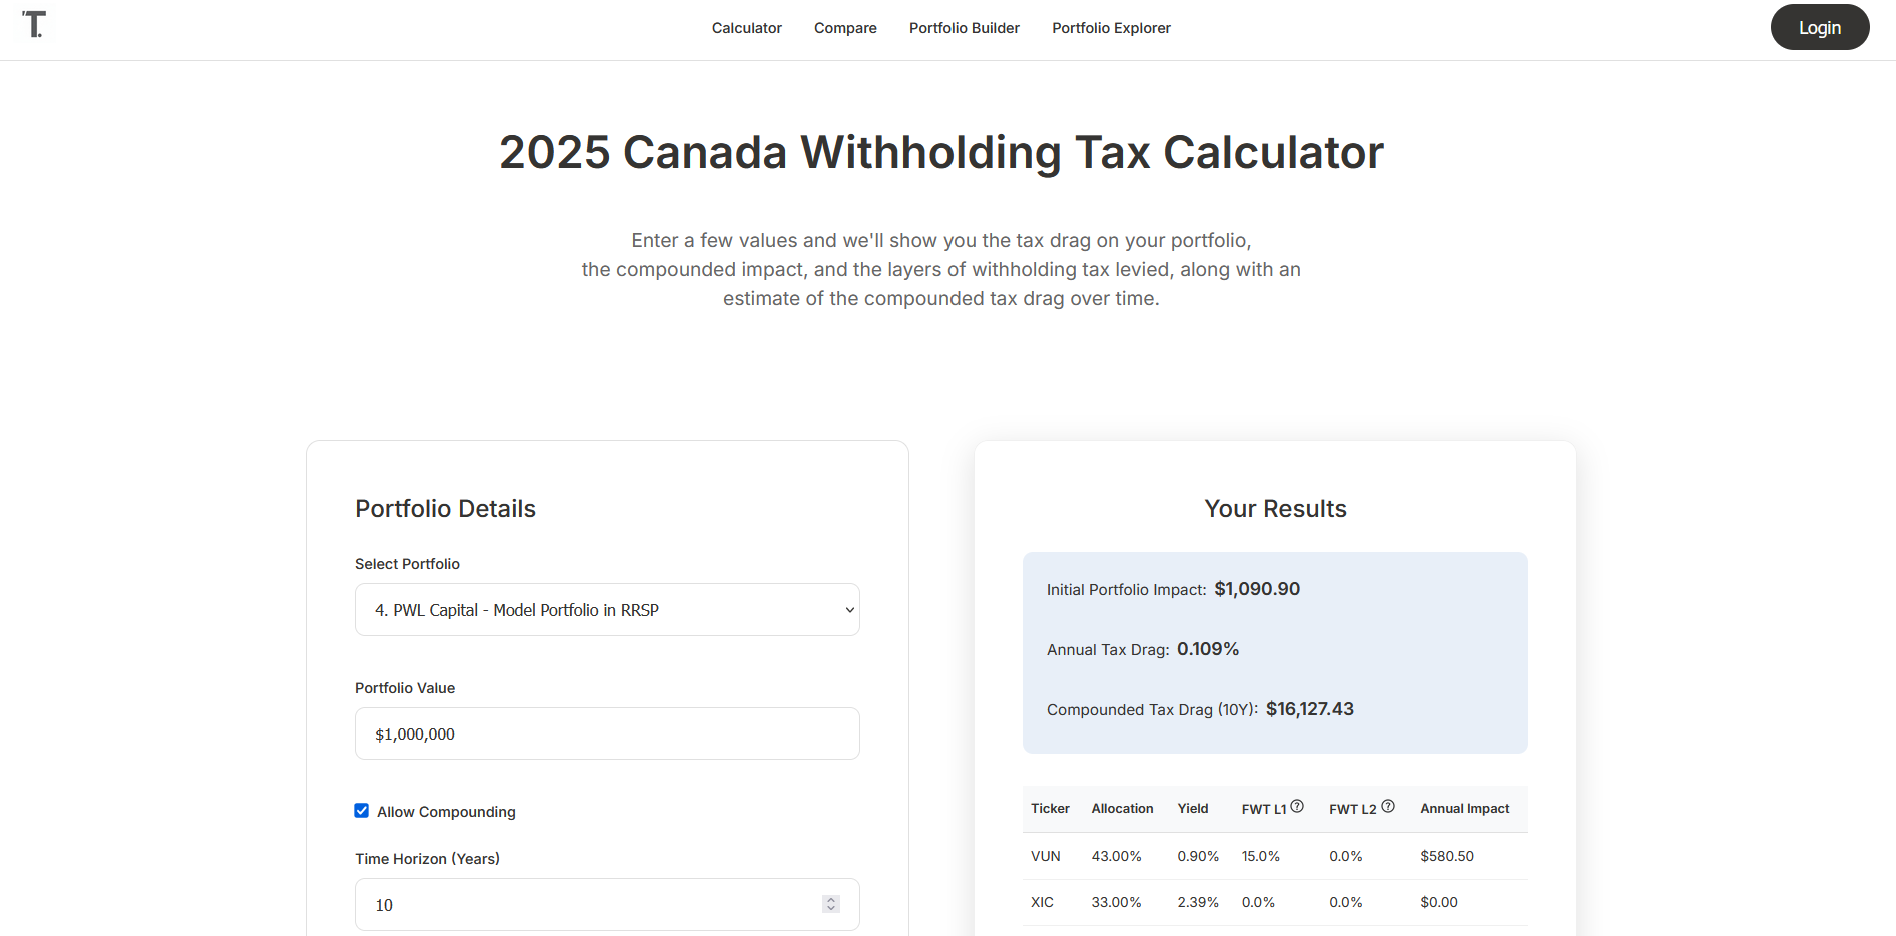 T.
Calculator
Compare
Portfolio Builder
Portfolio Explorer
Login
2025 Canada Withholding Tax Calculator
Enter a few values and we'll show you the tax drag on your portfolio,
the compounded impact, and the layers of withholding tax levied, along with an
estimate of the compounded tax drag over time.
Portfolio Details
Select Portfolio
4. PWL Capital - Model Portfolio in RRSP
Portfolio Value
$1,000,000
Allow Compounding
Time Horizon (Years)
10
Your Results
Initial Portfolio Impact: $1,090.90
Annual Tax Drag: 0.109%
Compounded Tax Drag (10Y): $16,127.43
Ticker Allocation Yield FWT L1 ? FWT L2 ? Annual Impact
VUN 43.00% 0.90% 15.0% 0.0% $580.50
XIC 33.00% 2.39% 0.0% 0.0% $0.00